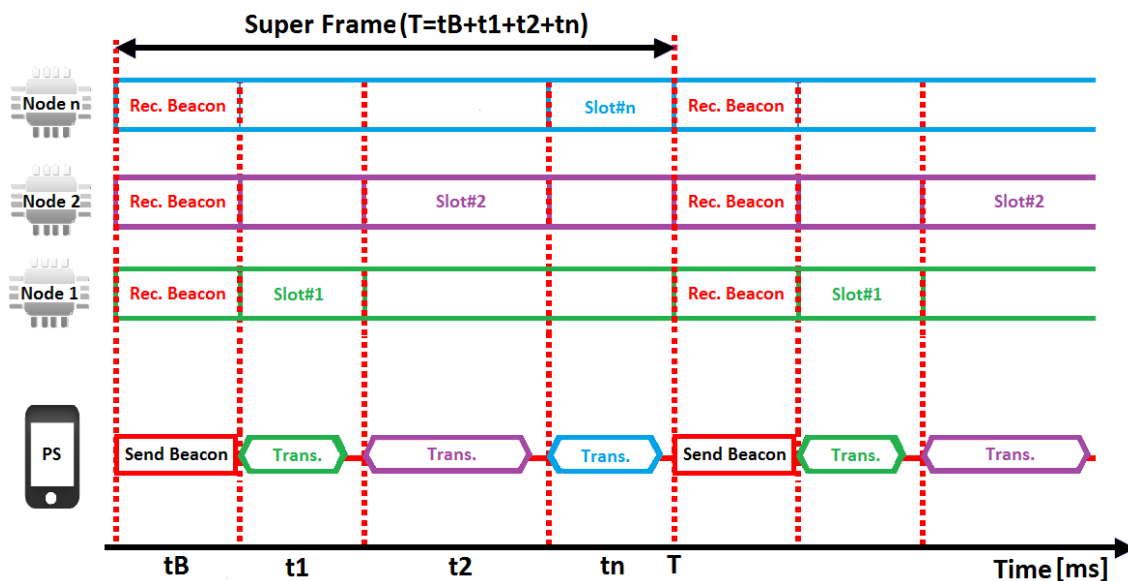 Super Frame(T=tB+t1+t2+tn)
Node n
Rec. Beacon
Slot#n
Rec. Beacon
Node 2
Rec. Beacon
Slot#2
Rec. Beacon
Slot#2
Node 1
Rec. Beacon
Slot#1
Rec. Beacon
Slot#1
PS
Send Beacon
Trans.
Trans.
Trans.
Send Beacon
Trans.
Trans.
tB
t1
t2
tn
T
Time[ms]